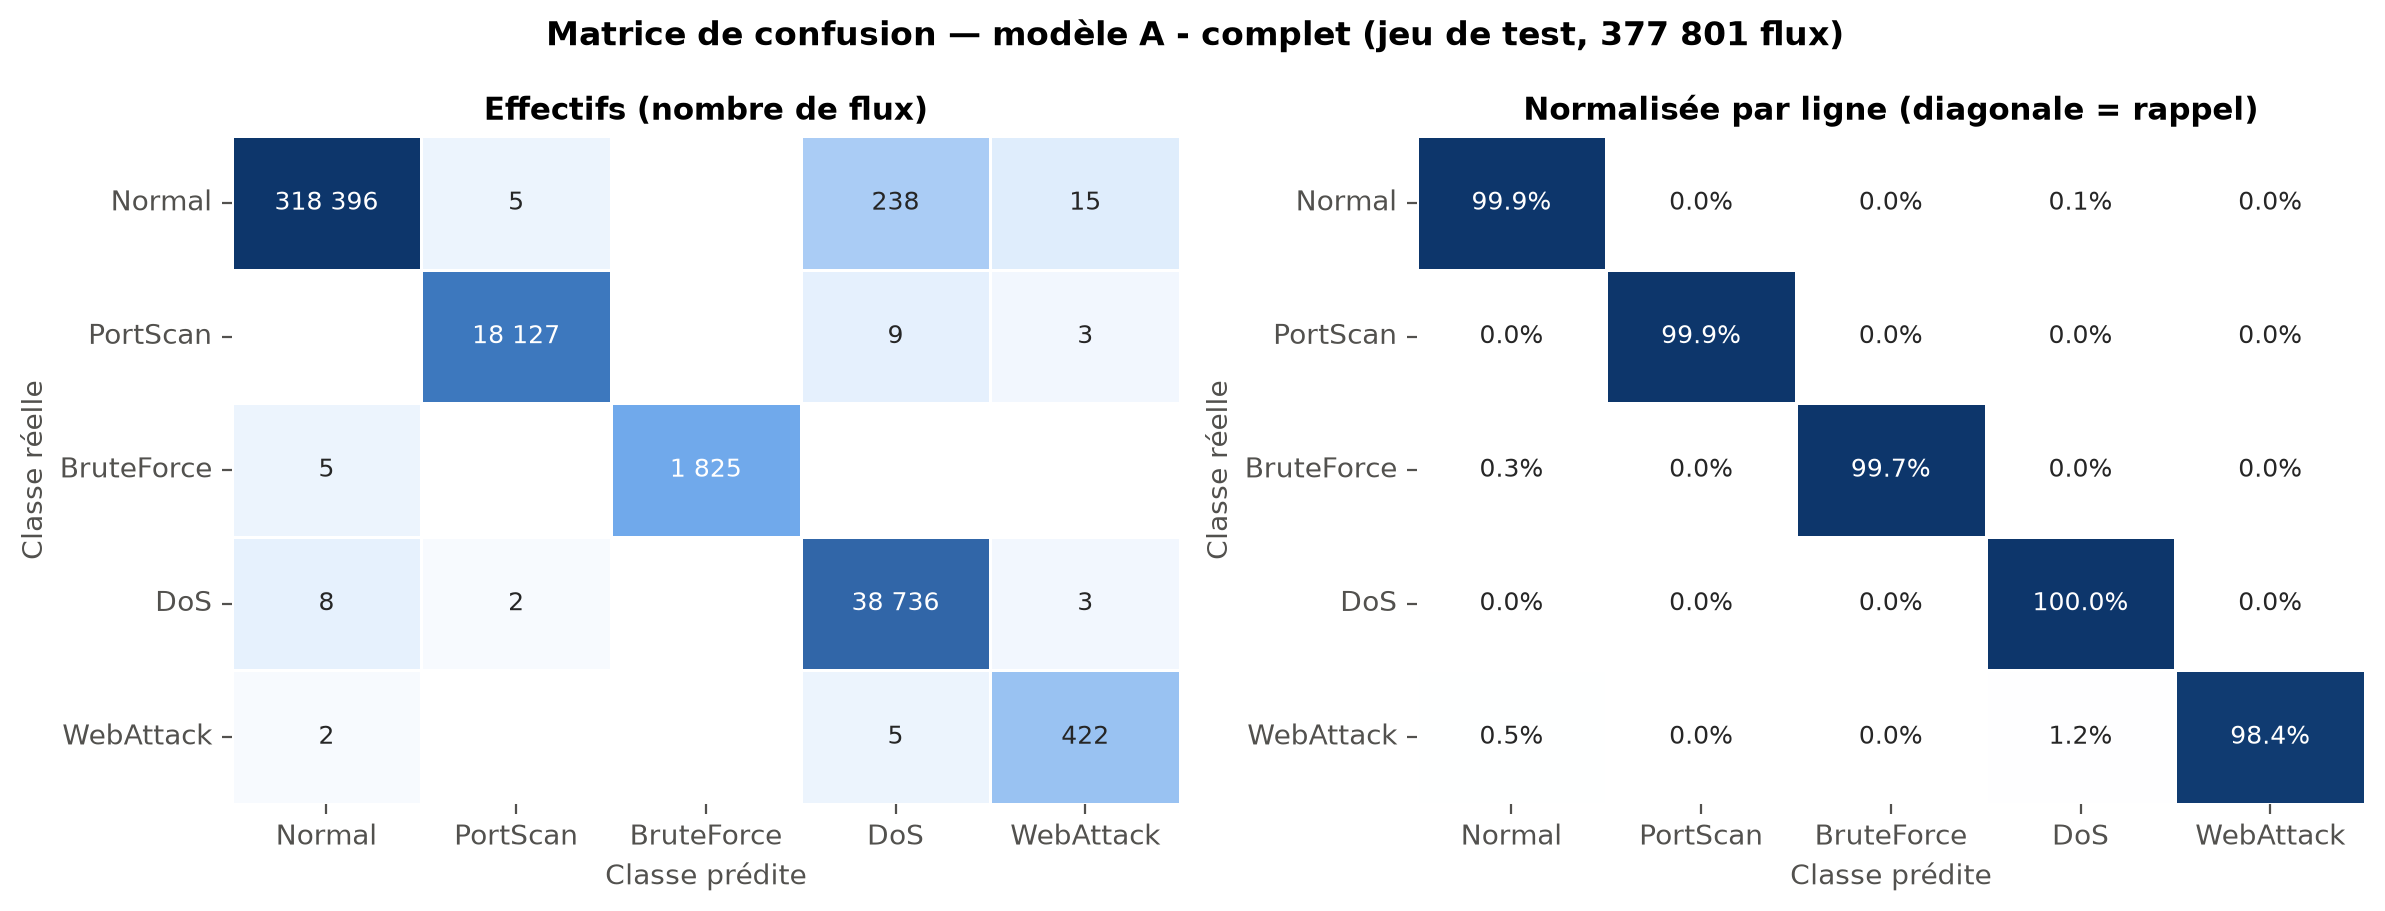 Matrice de confusion — modèle A - complet (jeu de test, 377 801 flux)
Effectifs (nombre de flux)
Classe réelle
Normal 318 396 5 238 15
PortScan 18 127 9 3
BruteForce 5 1 825
DoS 8 2 38 736 3
WebAttack 2 5 422
Normal PortScan BruteForce DoS WebAttack
Classe prédite
Normalisée par ligne (diagonale = rappel)
Classe réelle
Normal 99.9% 0.0% 0.0% 0.1% 0.0%
PortScan 0.0% 99.9% 0.0% 0.0% 0.0%
BruteForce 0.3% 0.0% 99.7% 0.0% 0.0%
DoS 0.0% 0.0% 0.0% 100.0% 0.0%
WebAttack 0.5% 0.0% 0.0% 1.2% 98.4%
Normal PortScan BruteForce DoS WebAttack
Classe prédite